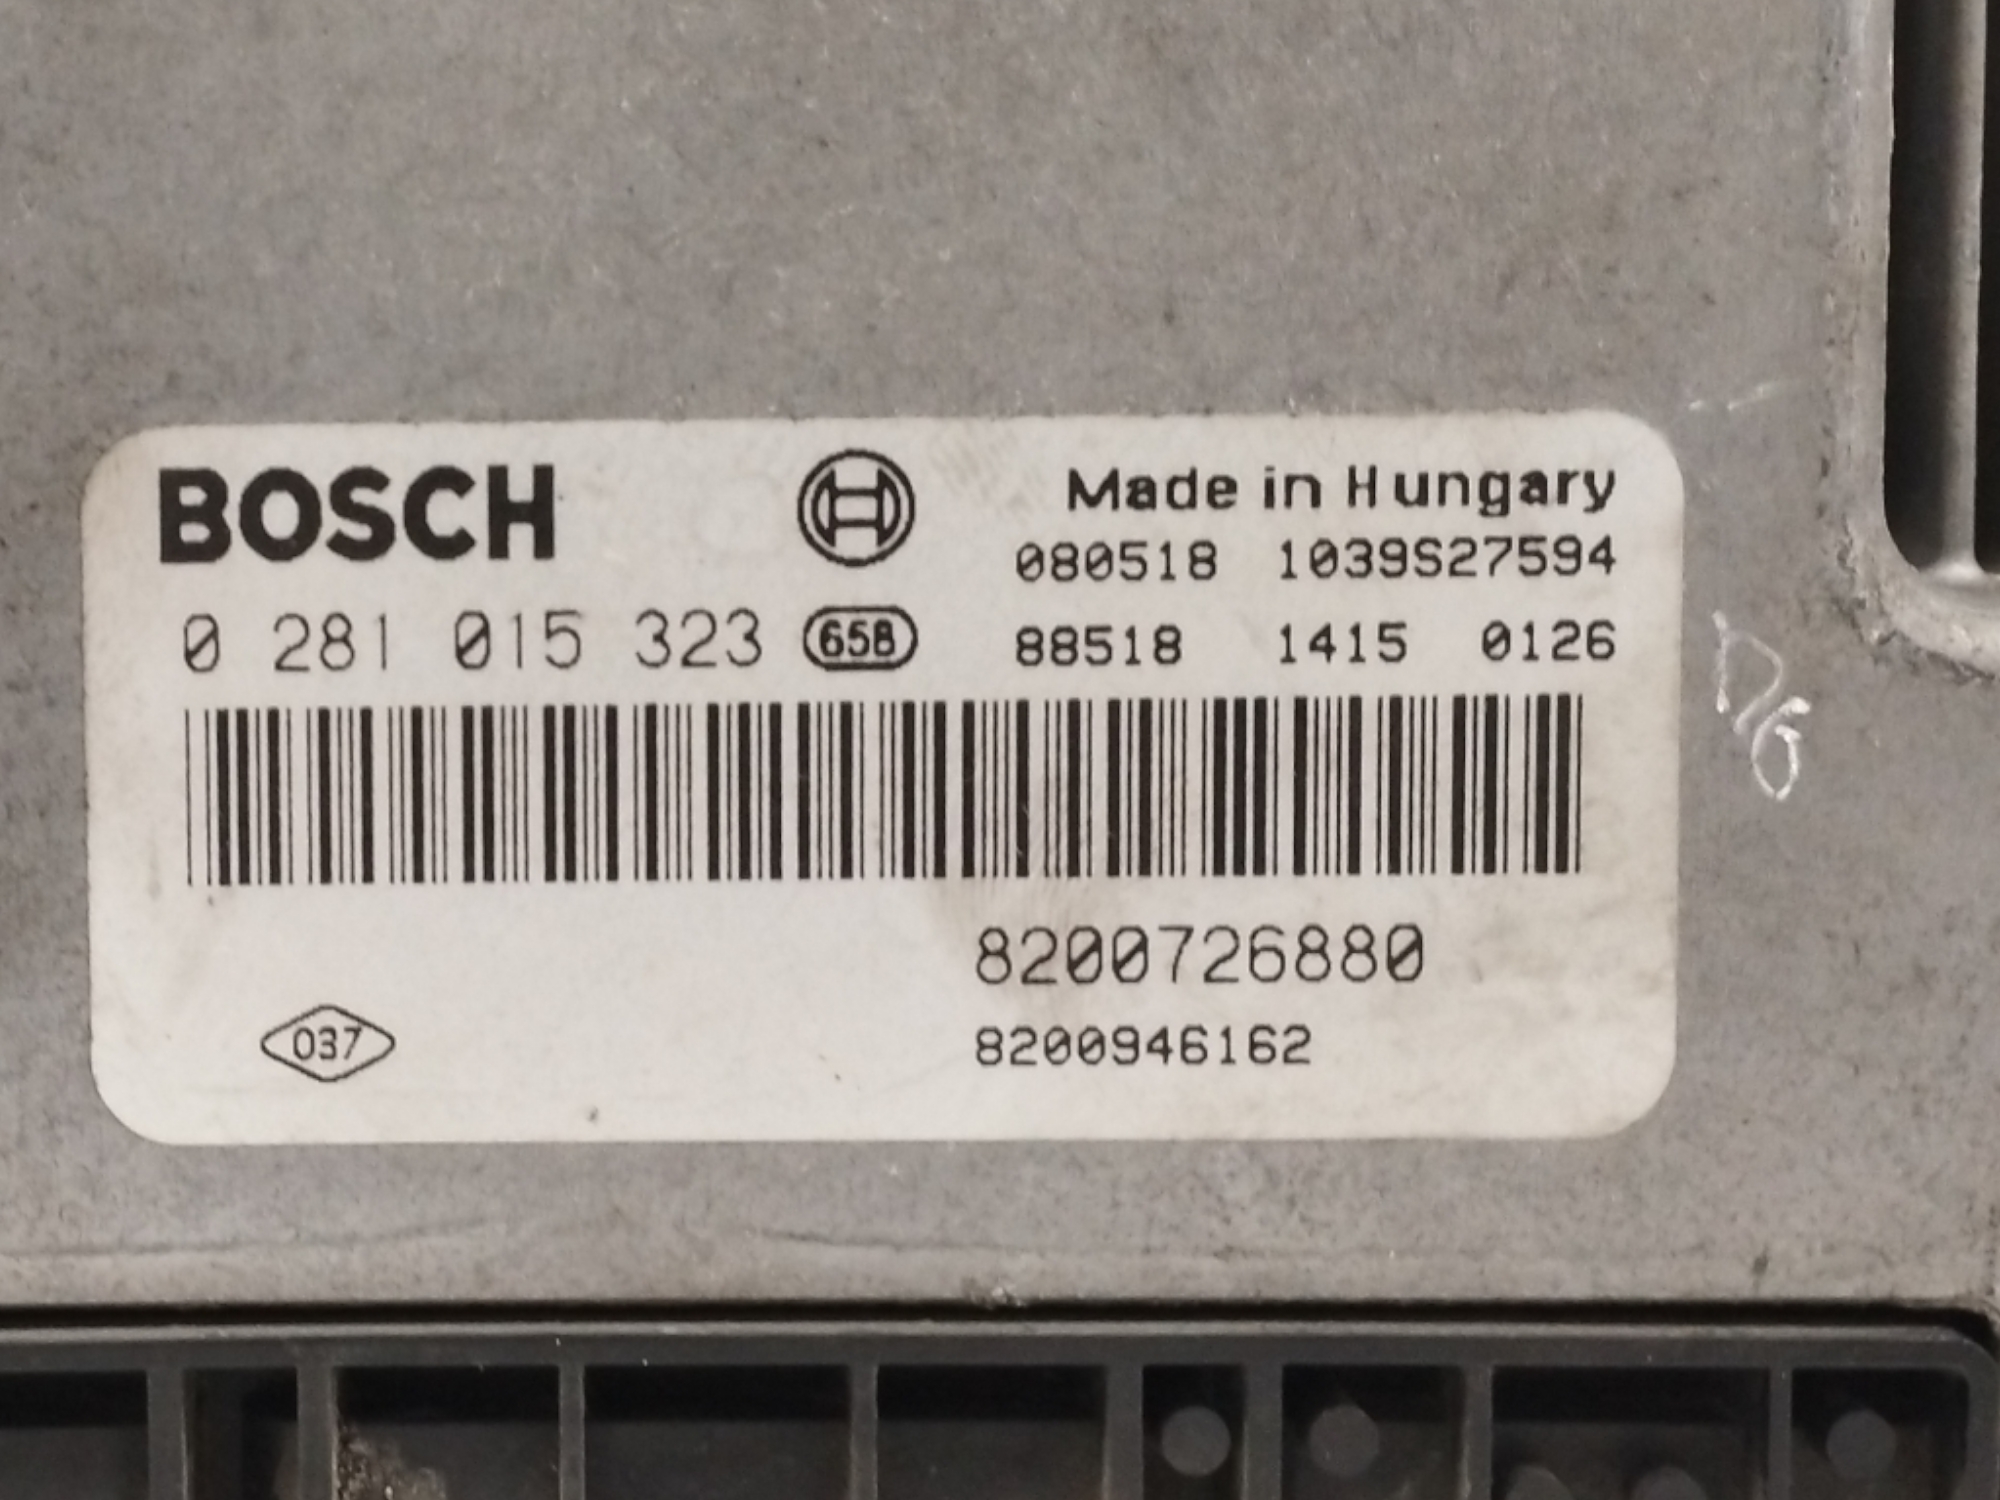 BOSCH
Made in Hungary
080518 1039S27594
0 281 015 323 658 88518 1415 0126
8200726880
037
8200946162